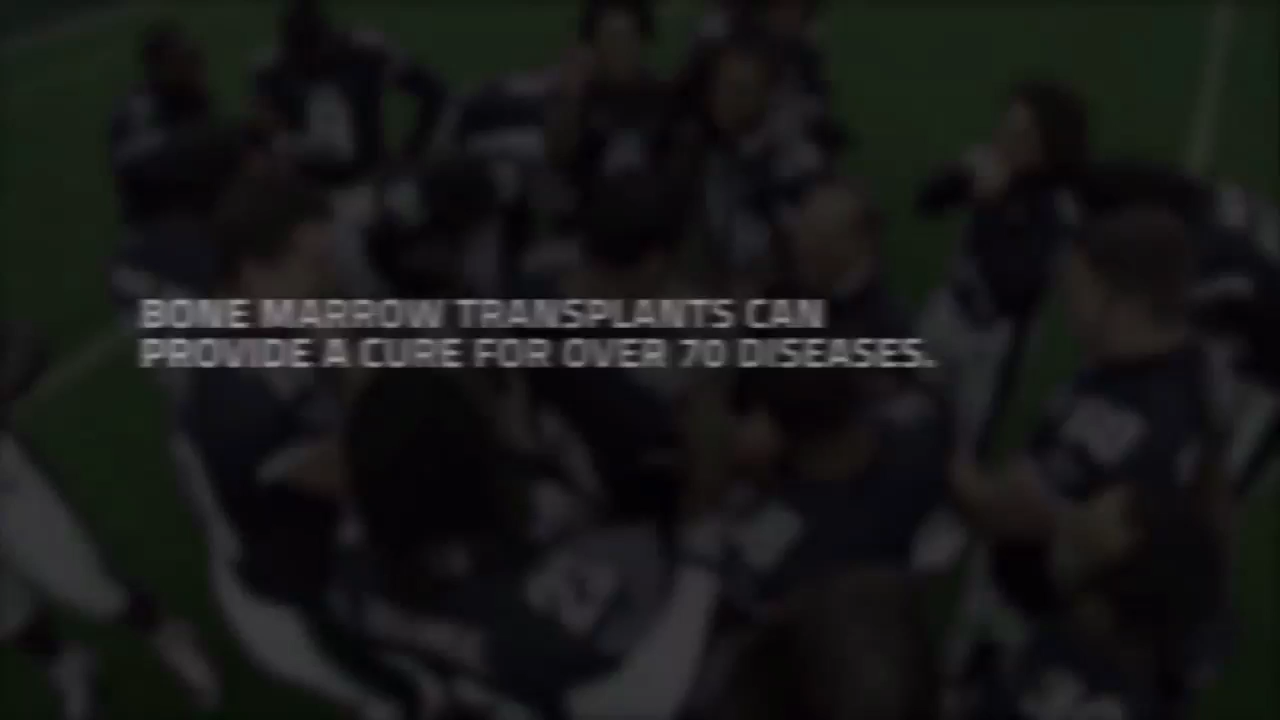 BONE MARROW TRANSPLANTS CAN
PROVIDE A CURE FOR OVER 70 DISEASES.